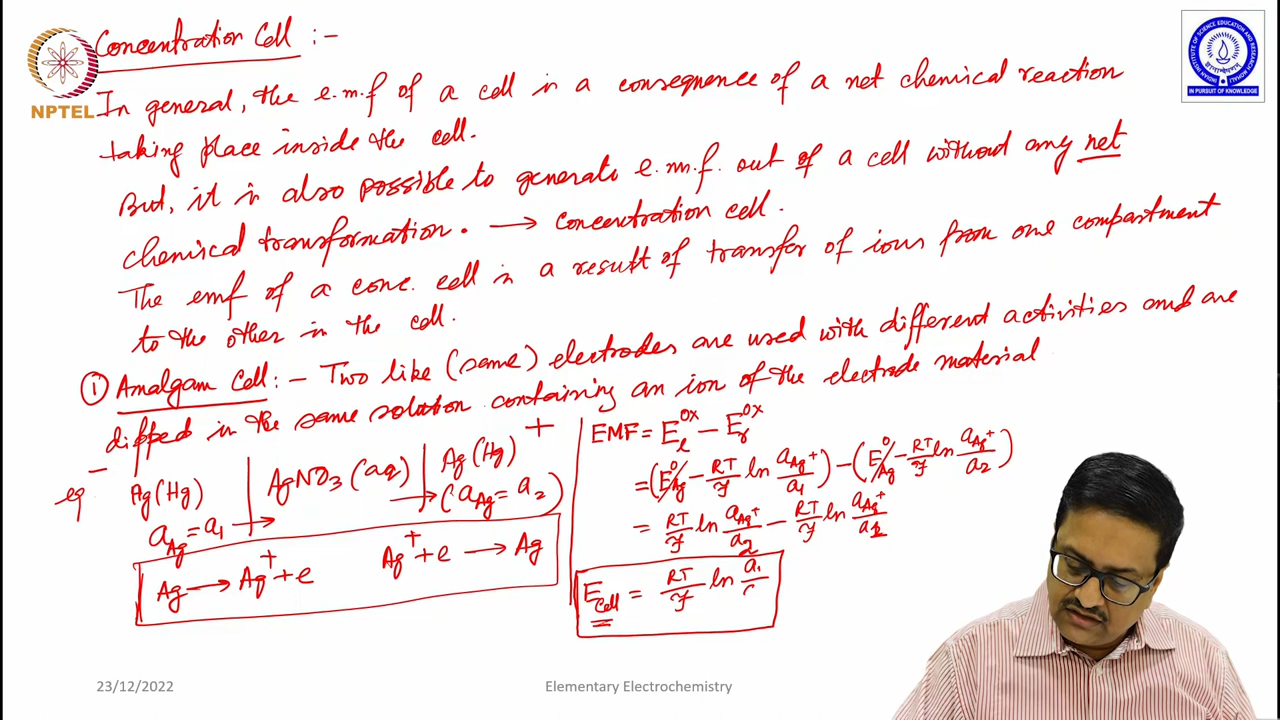 Concentration Cell :-
NPTEL
IN PURSUIT OF KNOWLEDGE
In general, the e.m.f of a cell is a consequence of a net chemical reaction
taking place inside the cell.
But, it is also possible to generate e.m.f. out of a cell without any net
chemical transformation. → Concentration cell.
The emf of a conc. cell is a result of transfer of ions from one compartment
to the other in the cell.
① Amalgam Cell :- Two like (same) electrodes are used with different activities and are
dipped in the same solution containing an ion of the electrode material
eg - Ag(Hg) | AgNO3 (aq) | Ag(Hg) +
a_Ag = a1 → → (a_Ag = a2)
Ag → Ag+ + e Ag+ + e → Ag
EMF = E_l^ox - E_r^ox
= (E°_Ag - RT/F ln a_Ag+/a1) - (E°_Ag - RT/F ln a_Ag+/a2)
= RT/F ln a_Ag+/a2 - RT/F ln a_Ag+/a1
E_cell = RT/F ln a1/
23/12/2022
Elementary Electrochemistry